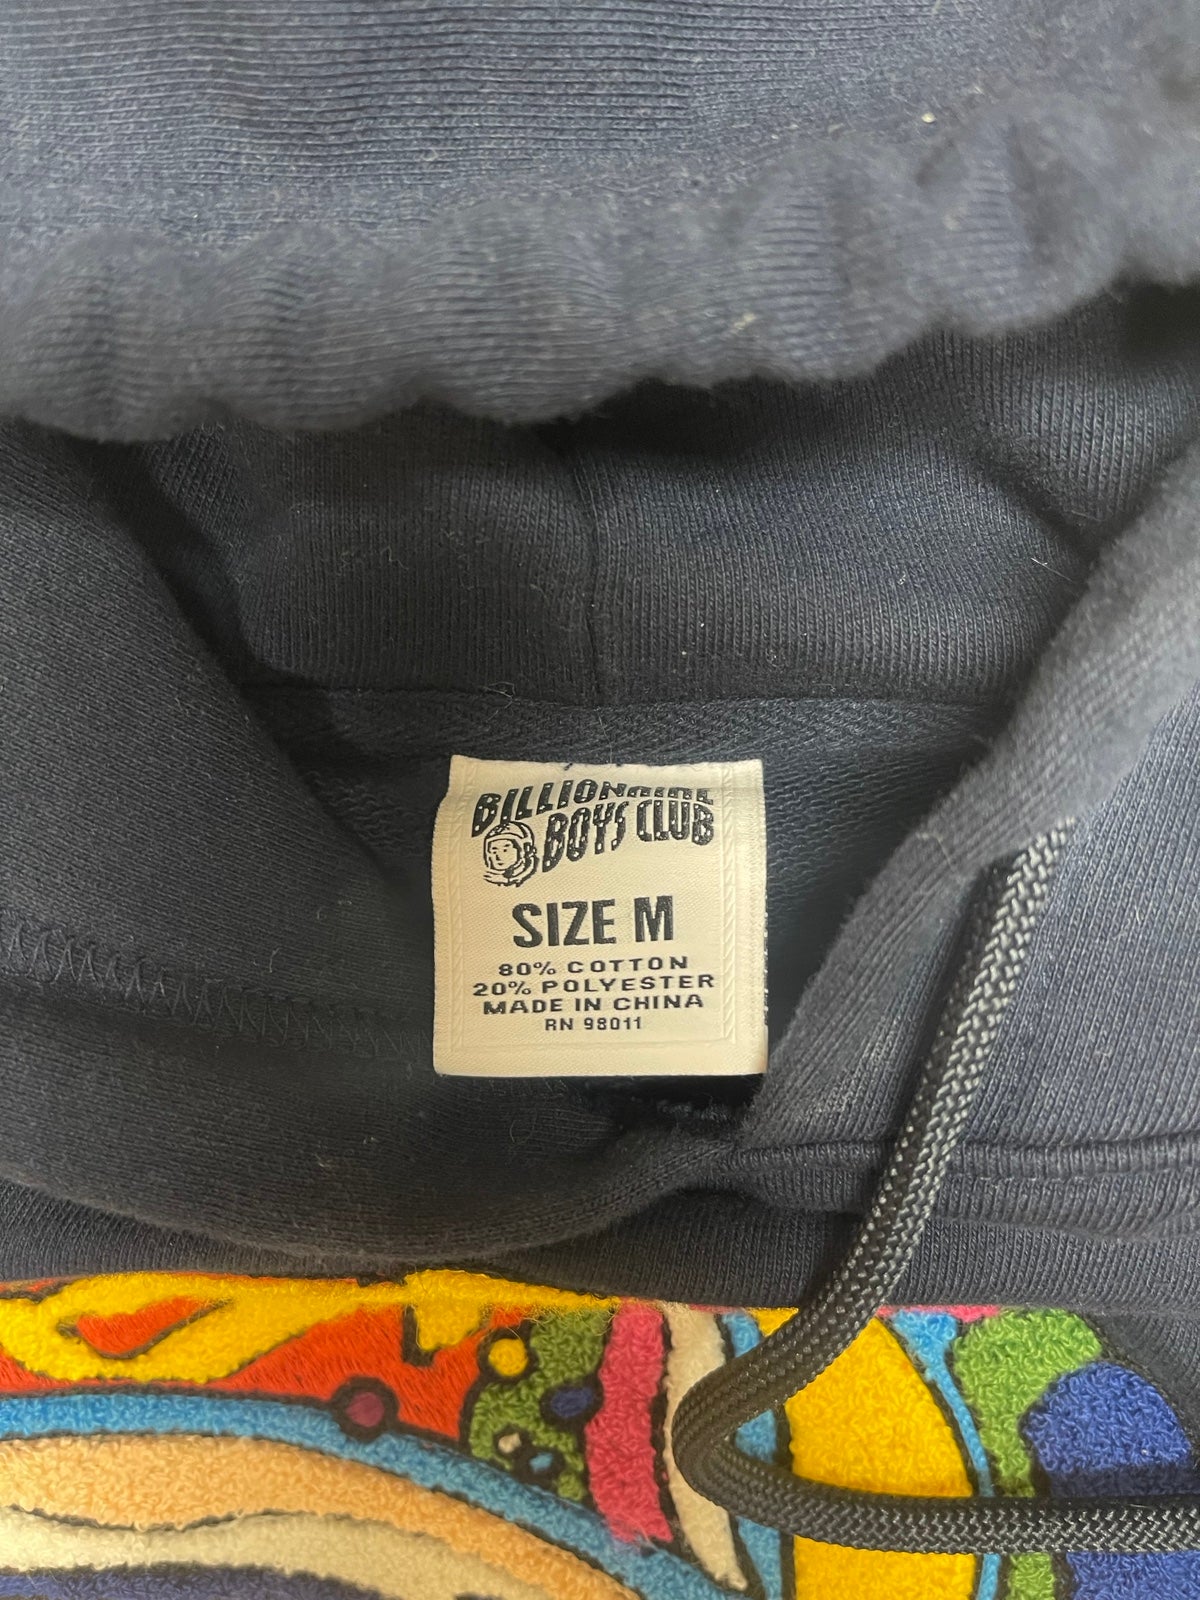 BILLIONAIRE
BOYS CLUB
SIZE M
80% COTTON
20% POLYESTER
MADE IN CHINA
RN 98011